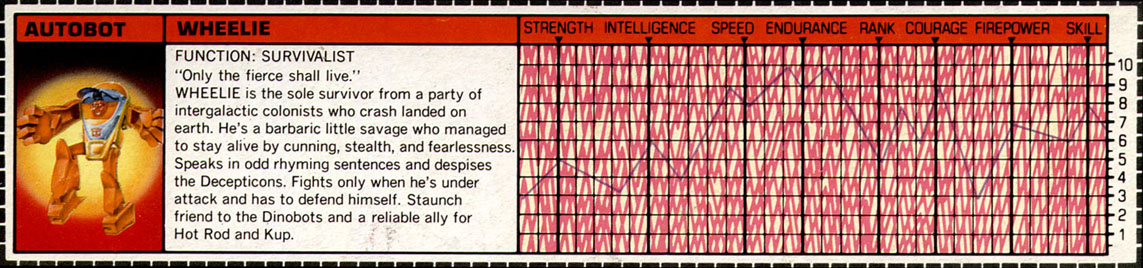 AUTOBOT
WHEELIE
FUNCTION: SURVIVALIST
"Only the fierce shall live."
WHEELIE is the sole survivor from a party of
intergalactic colonists who crash landed on
earth. He's a barbaric little savage who managed
to stay alive by cunning, stealth, and fearlessness.
Speaks in odd rhyming sentences and despises
the Decepticons. Fights only when he's under
attack and has to defend himself. Staunch
friend to the Dinobots and a reliable ally for
Hot Rod and Kup.
STRENGTH INTELLIGENCE SPEED ENDURANCE RANK COURAGE FIREPOWER SKILL
10
9
8
7
6
5
4
3
2
1